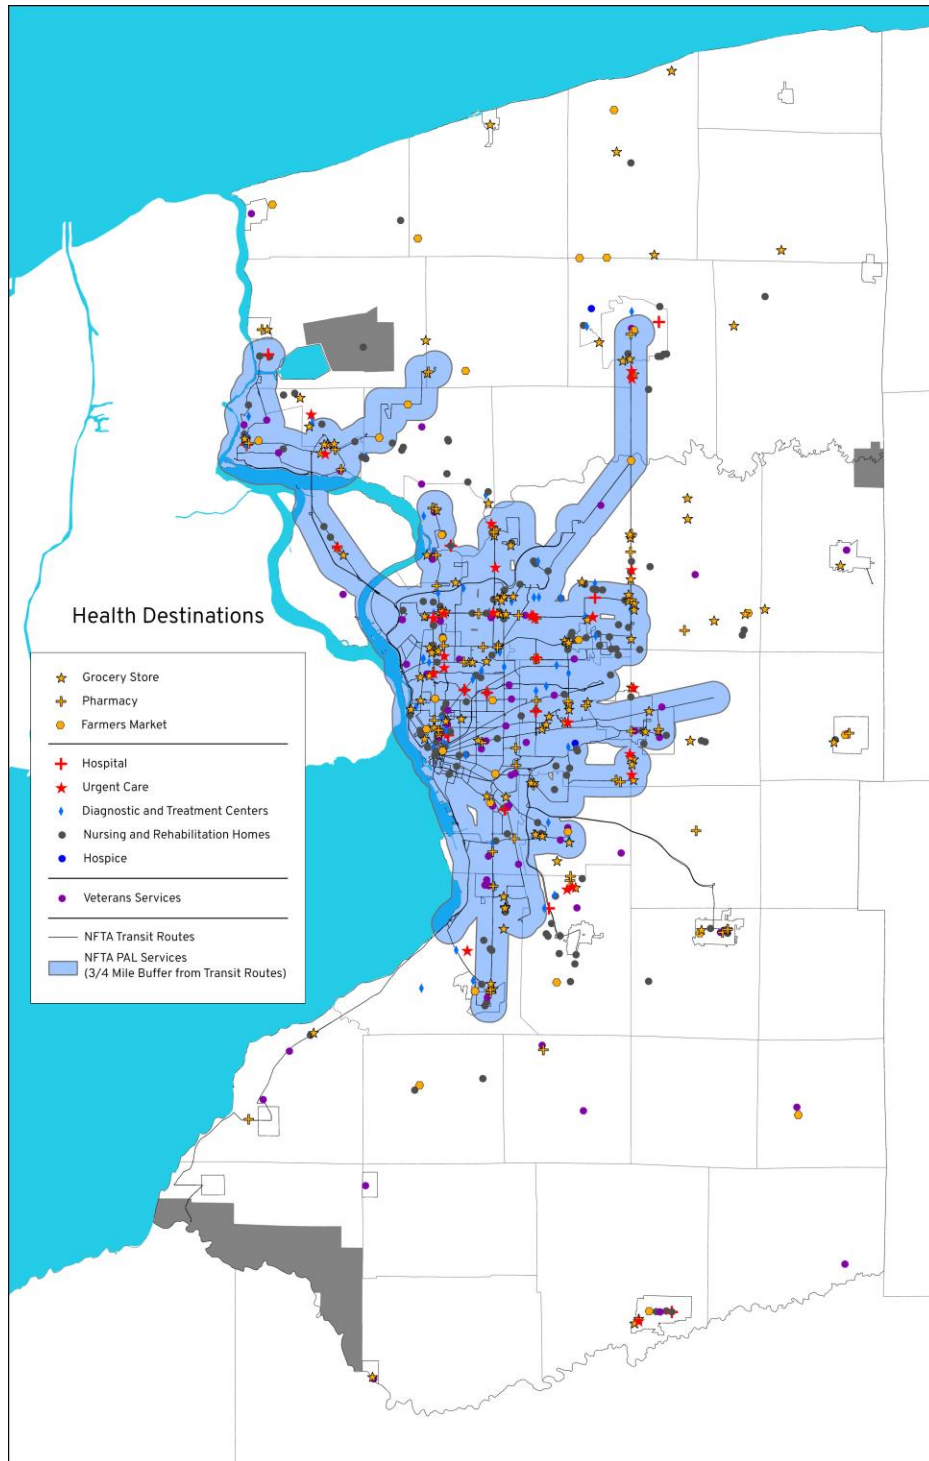 Health Destinations
Grocery Store
Pharmacy
Farmers Market
Hospital
Urgent Care
Diagnostic and Treatment Centers
Nursing and Rehabilitation Homes
Hospice
Veterans Services
NFTA Transit Routes
NFTA PAL Services
(3/4 Mile Buffer from Transit Routes)